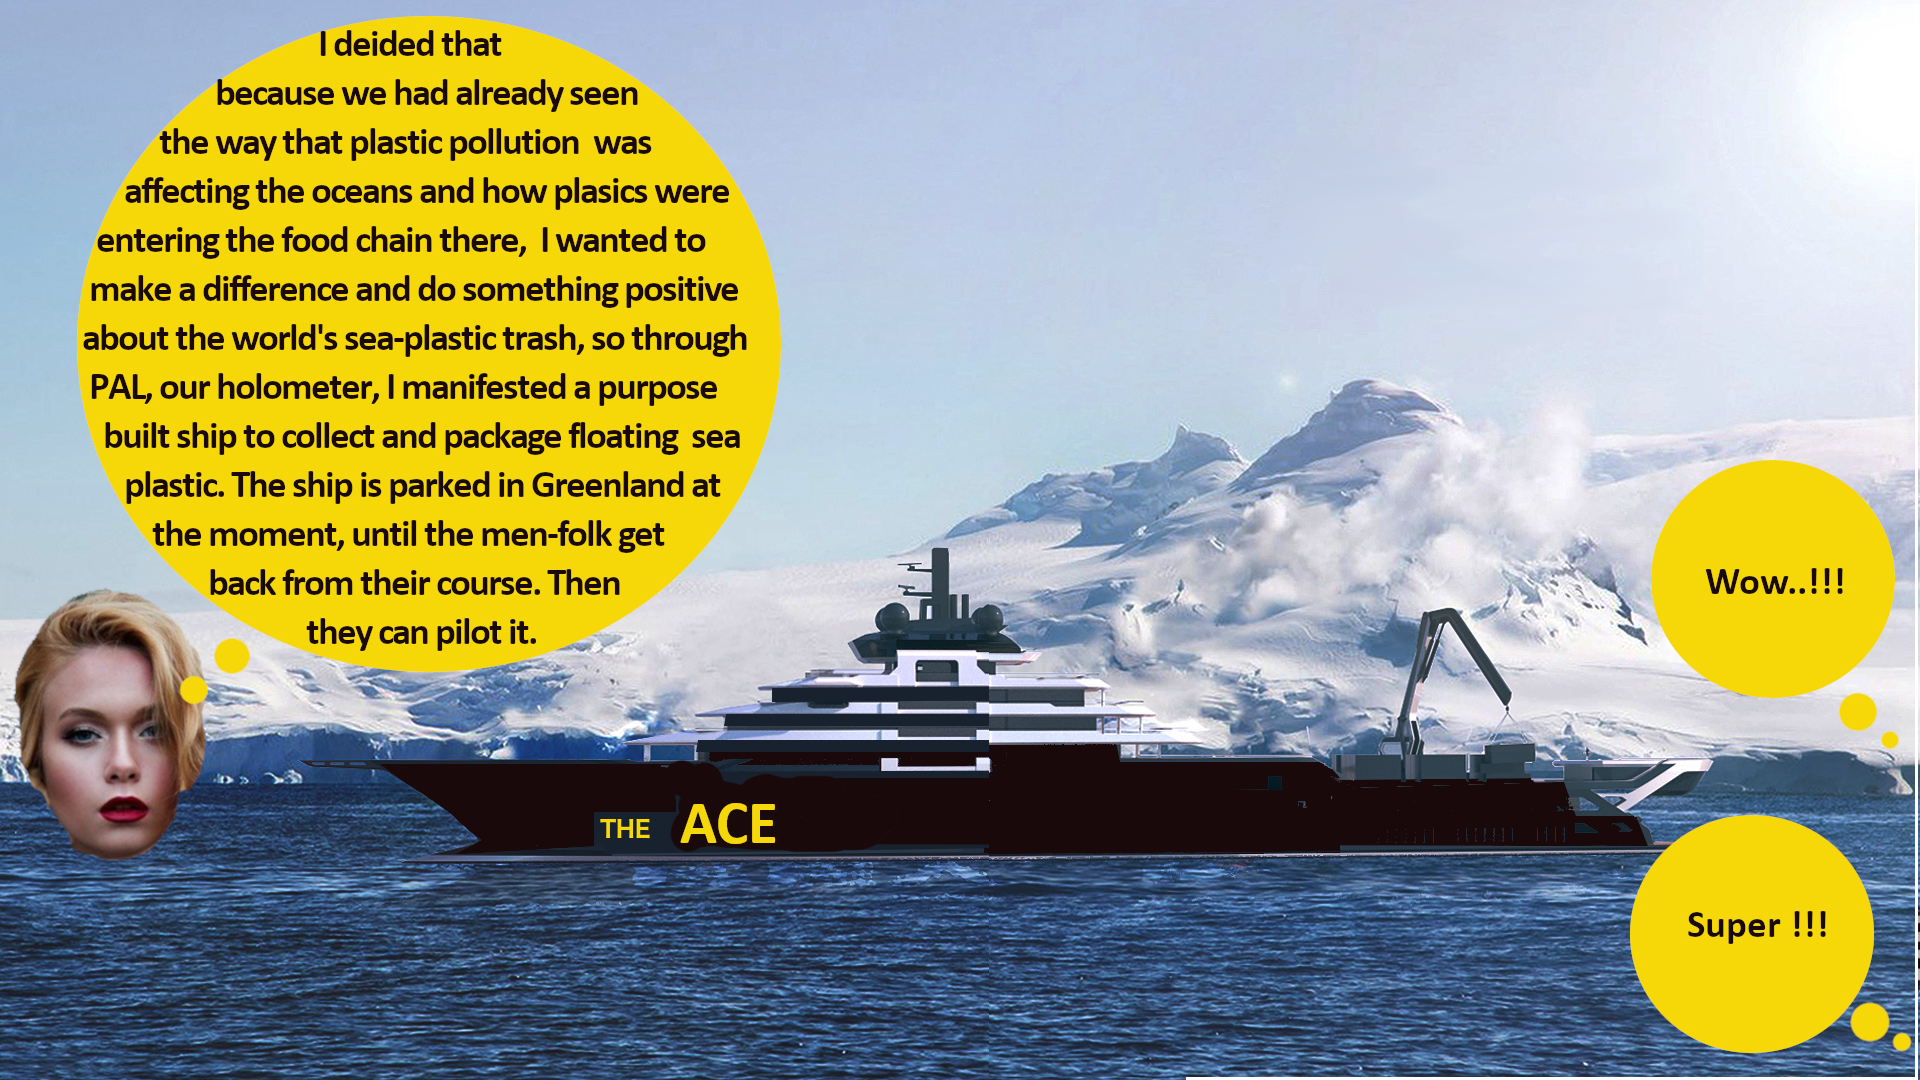 I deided that
because we had already seen
the way that plastic pollution  was
affecting the oceans and how plasics were
entering the food chain there,  I wanted to
make a difference and do something positive
about the world's sea-plastic trash, so through
PAL, our holometer, I manifested a purpose
built ship to collect and package floating  sea
plastic. The ship is parked in Greenland at
the moment, until the men-folk get
back from their course. Then
they can pilot it.
Wow..!!!
THE ACE
Super !!!